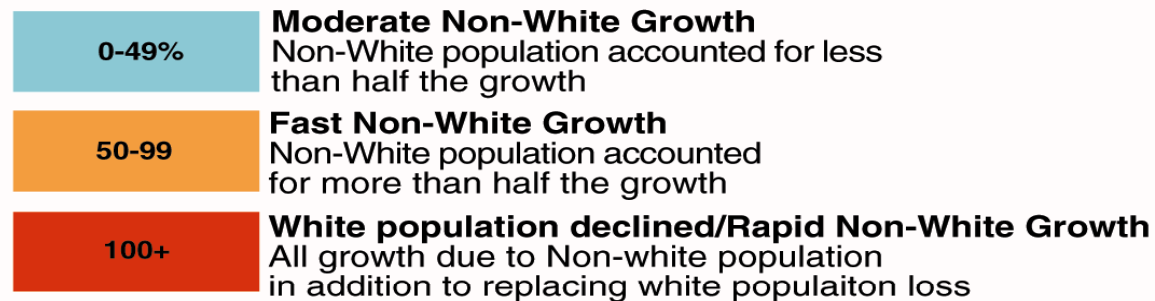 0-49%
Moderate Non-White Growth
Non-White population accounted for less
than half the growth
50-99
Fast Non-White Growth
Non-White population accounted
for more than half the growth
100+
White population declined/Rapid Non-White Growth
All growth due to Non-white population
in addition to replacing white populaiton loss